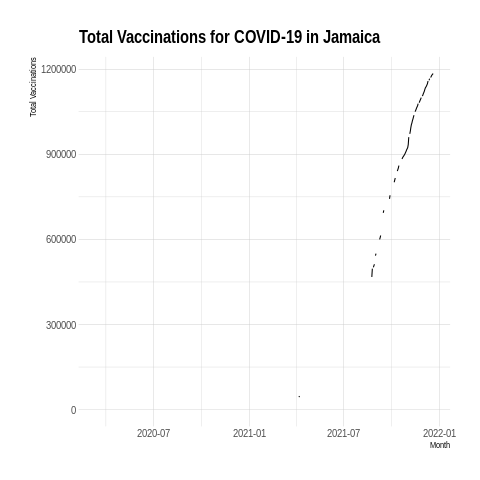 Total Vaccinations for COVID-19 in Jamaica
Total Vaccinations
1200000
900000
600000
300000
0
2020-07 2021-01 2021-07 2022-01
Month